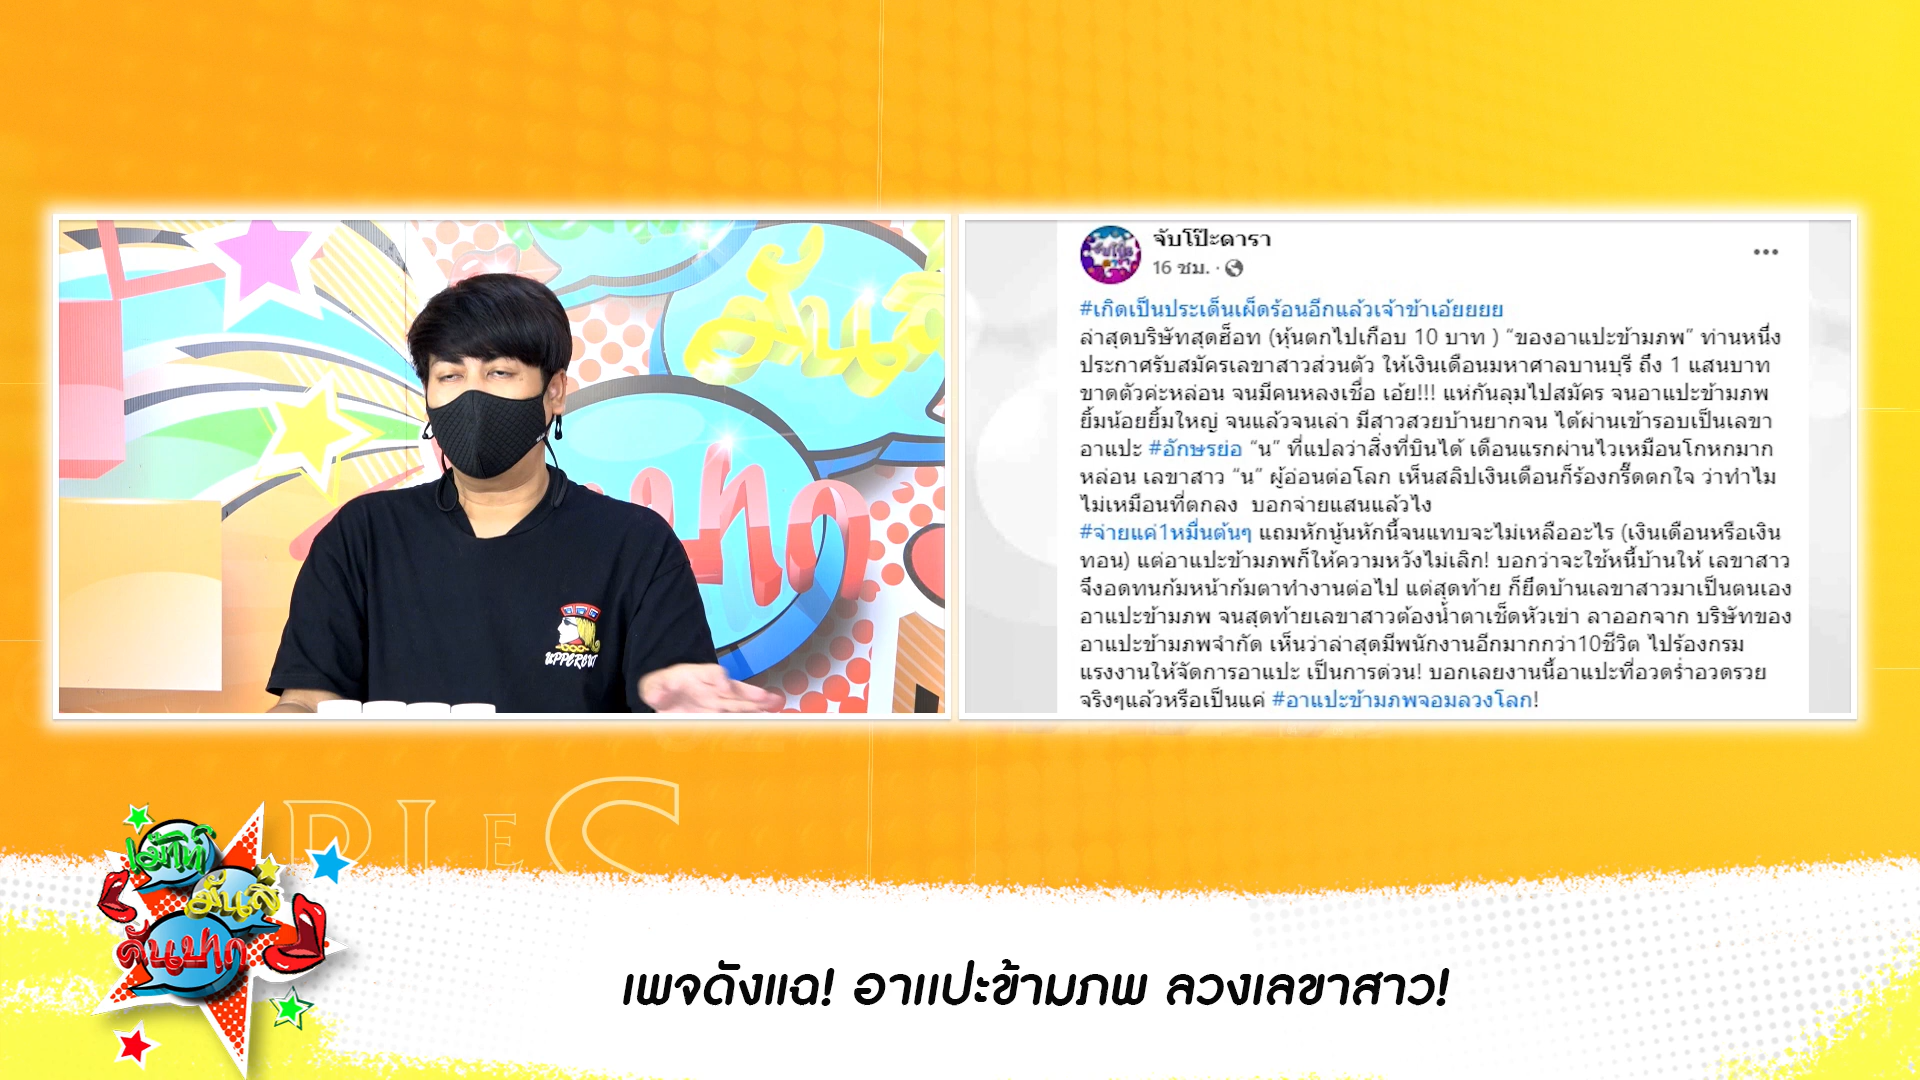 จับโป๊ะดารา
16 ชม. ·
#เกิดเป็นประเด็นเผ็ดร้อนอีกแล้วเจ้าข้าเอ้ยยยย
ล่าสุดบริษัทสุดฮ็อท (หุ้นตกไปเกือบ 10 บาท ) “ของอาแปะข้ามภพ” ท่านหนึ่ง
ประกาศรับสมัครเลขาสาวส่วนตัว ให้เงินเดือนมหาศาลบานบุรี ถึง 1 แสนบาท
ขาดตัวค่ะหล่อน จนมีคนหลงเชื่อ เอ้ย!!! แห่กันลุมไปสมัคร จนอาแปะข้ามภพ
ยิ้มน้อยยิ้มใหญ่ จนแล้วจนเล่า มีสาวสวยบ้านยากจน ได้ผ่านเข้ารอบเป็นเลขา
อาแปะ #อักษรย่อ “น” ที่แปลว่าสิ่งที่บินได้ เดือนแรกผ่านไวเหมือนโกหกมาก
หล่อน เลขาสาว “น” ผู้อ่อนต่อโลก เห็นสลิปเงินเดือนก็ร้องกรี๊ดตกใจ ว่าทำไม
ไม่เหมือนที่ตกลง บอกจ่ายแสนแล้วไง
#จ่ายแค่1หมื่นต้นๆ แถมหักนู้นหักนี้จนแทบจะไม่เหลืออะไร (เงินเดือนหรือเงิน
ทอน) แต่อาแปะข้ามภพก็ให้ความหวังไม่เลิก! บอกว่าจะใช้หนี้บ้านให้ เลขาสาว
จึงอดทนก้มหน้าก้มตาทำงานต่อไป แต่สุดท้าย ก็ยึดบ้านเลขาสาวมาเป็นตนเอง
อาแปะข้ามภพ จนสุดท้ายเลขาสาวต้องน้ำตาเช็ดหัวเข่า ลาออกจาก บริษัทของ
อาแปะข้ามภพจำกัด เห็นว่าล่าสุดมีพนักงานอีกมากกว่า10ชีวิต ไปร้องกรม
แรงงานให้จัดการอาแปะ เป็นการด่วน! บอกเลยงานนี้อาแปะที่อวดร่ำอวดรวย
จริงๆแล้วหรือเป็นแค่ #อาแปะข้ามภพจอมลวงโลก!
UPPERCUT
เม้าท์
มันส์
คันปาก
เพจดังแฉ! อาแปะข้ามภพ ลวงเลขาสาว!